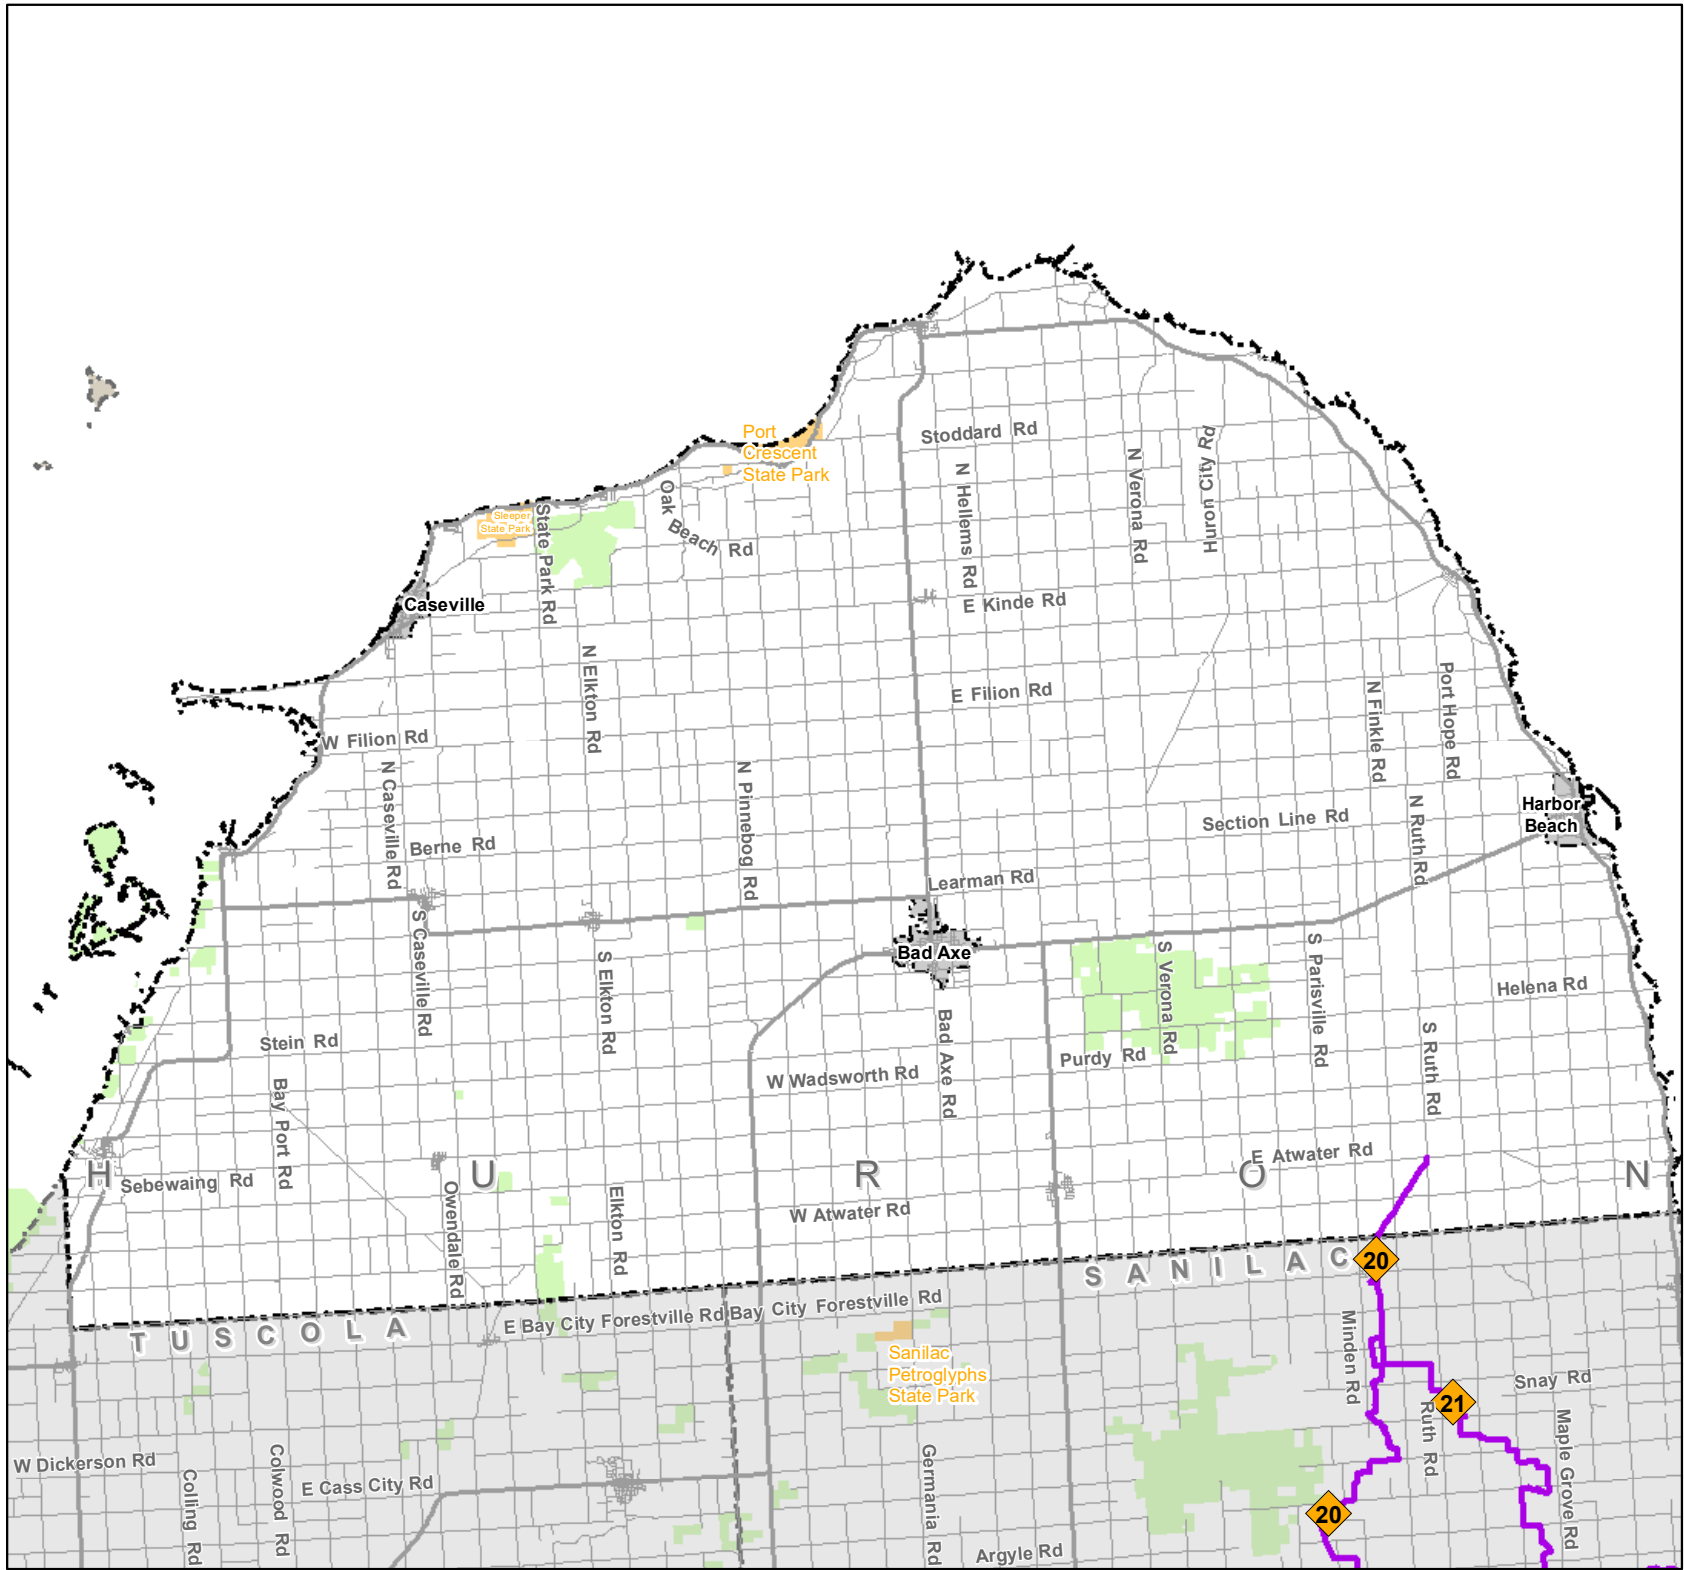 Port
Crescent
State Park
Stoddard Rd
N Hellems Rd
N Verona Rd
Huron City Rd
Sleeper
State Park
State Park Rd
Oak Beach Rd
Caseville
E Kinde Rd
N Elkton Rd
E Filion Rd
W Filion Rd
N Finkle Rd
Port Hope Rd
N Caseville Rd
N Pinnebog Rd
Section Line Rd
N Ruth Rd
Harbor
Beach
Berne Rd
Learman Rd
S Caseville Rd
Bad Axe
S Elkton Rd
S Verona Rd
S Parisville Rd
Helena Rd
Stein Rd
Bad Axe Rd
S Ruth Rd
Purdy Rd
W Wadsworth Rd
Bay Port Rd
E Atwater Rd
H U R O N
Sebewaing Rd
Owendale Rd
Elkton Rd
W Atwater Rd
SANILAC
20
TUSCOLA
E Bay City Forestville Rd
Bay City Forestville Rd
Minden Rd
Sanilac
Petroglyphs
State Park
Snay Rd
21
Ruth Rd
Maple Grove Rd
W Dickerson Rd
Colling Rd
Colwood Rd
E Cass City Rd
Germania Rd
20
Argyle Rd